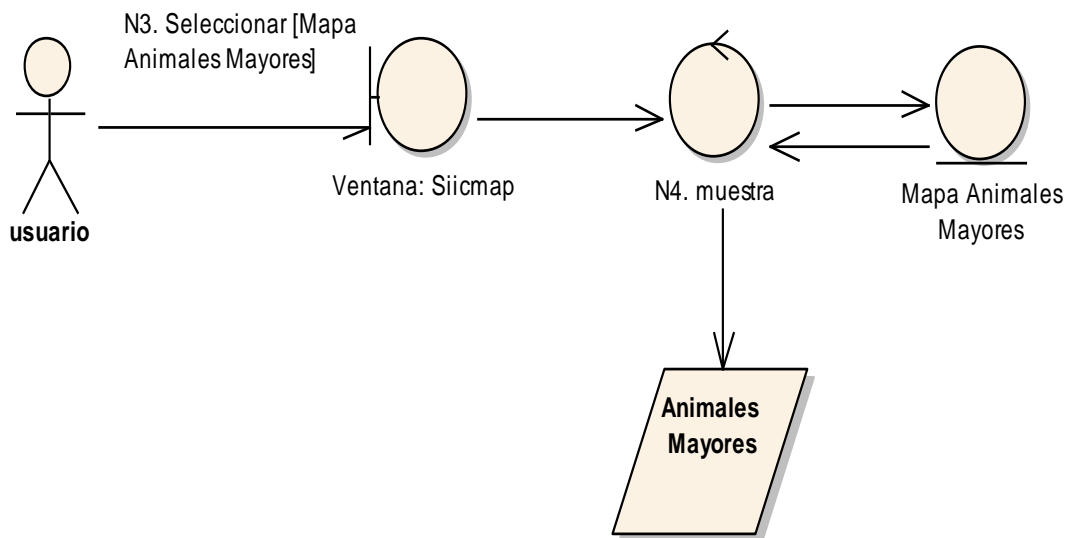 N3. Seleccionar [Mapa
Animales Mayores]
usuario
Ventana: Siicmap
N4. muestra
Mapa Animales
Mayores
Animales
Mayores